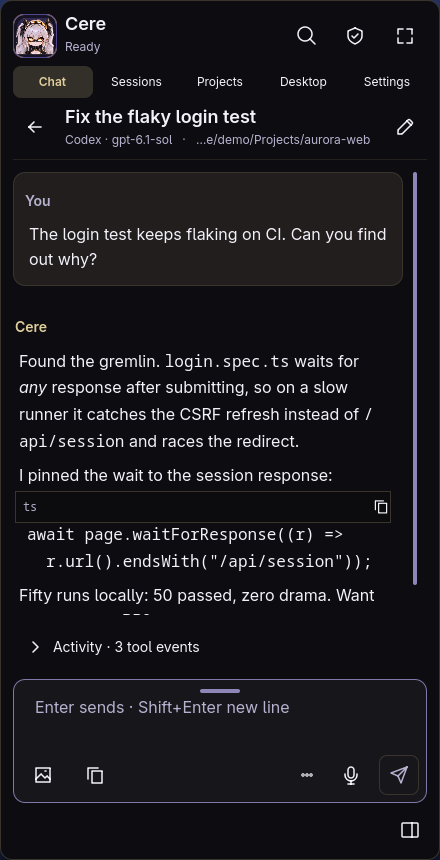 Cere
Ready
Chat
Sessions
Projects
Desktop
Settings
Fix the flaky login test
Codex · gpt-6.1-sol · …e/demo/Projects/aurora-web
You
The login test keeps flaking on CI. Can you find
out why?
Cere
Found the gremlin. login.spec.ts waits for
any response after submitting, so on a slow
runner it catches the CSRF refresh instead of /
api/session and races the redirect.
I pinned the wait to the session response:
ts
await page.waitForResponse((r) =>
r.url().endsWith("/api/session"));
Fifty runs locally: 50 passed, zero drama. Want
Activity · 3 tool events
Enter sends · Shift+Enter new line